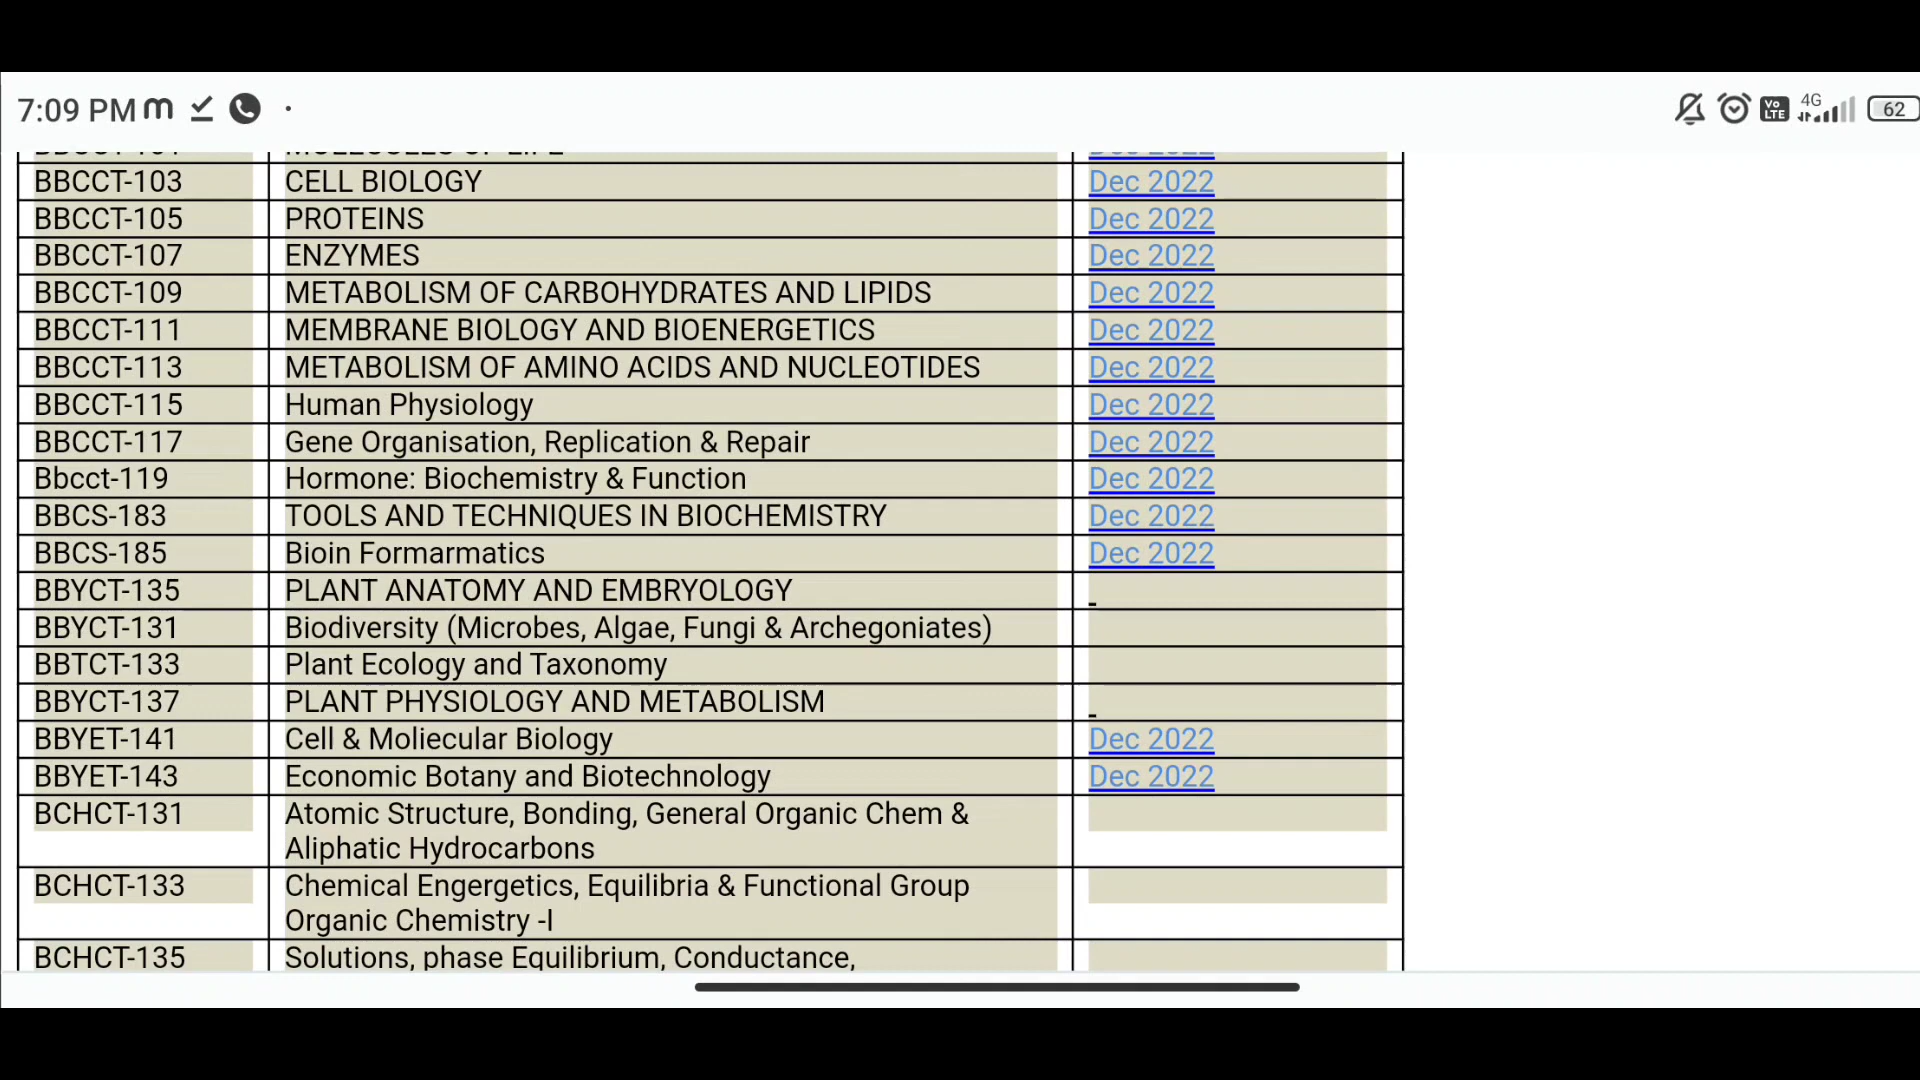 7:09 PM
4G
Vo LTE
62
BBCCT-103 CELL BIOLOGY Dec 2022
BBCCT-105 PROTEINS Dec 2022
BBCCT-107 ENZYMES Dec 2022
BBCCT-109 METABOLISM OF CARBOHYDRATES AND LIPIDS Dec 2022
BBCCT-111 MEMBRANE BIOLOGY AND BIOENERGETICS Dec 2022
BBCCT-113 METABOLISM OF AMINO ACIDS AND NUCLEOTIDES Dec 2022
BBCCT-115 Human Physiology Dec 2022
BBCCT-117 Gene Organisation, Replication & Repair Dec 2022
Bbcct-119 Hormone: Biochemistry & Function Dec 2022
BBCS-183 TOOLS AND TECHNIQUES IN BIOCHEMISTRY Dec 2022
BBCS-185 Bioin Formarmatics Dec 2022
BBYCT-135 PLANT ANATOMY AND EMBRYOLOGY
BBYCT-131 Biodiversity (Microbes, Algae, Fungi & Archegoniates)
BBTCT-133 Plant Ecology and Taxonomy
BBYCT-137 PLANT PHYSIOLOGY AND METABOLISM
BBYET-141 Cell & Moliecular Biology Dec 2022
BBYET-143 Economic Botany and Biotechnology Dec 2022
BCHCT-131 Atomic Structure, Bonding, General Organic Chem &
Aliphatic Hydrocarbons
BCHCT-133 Chemical Engergetics, Equilibria & Functional Group
Organic Chemistry -I
BCHCT-135 Solutions, phase Equilibrium, Conductance,